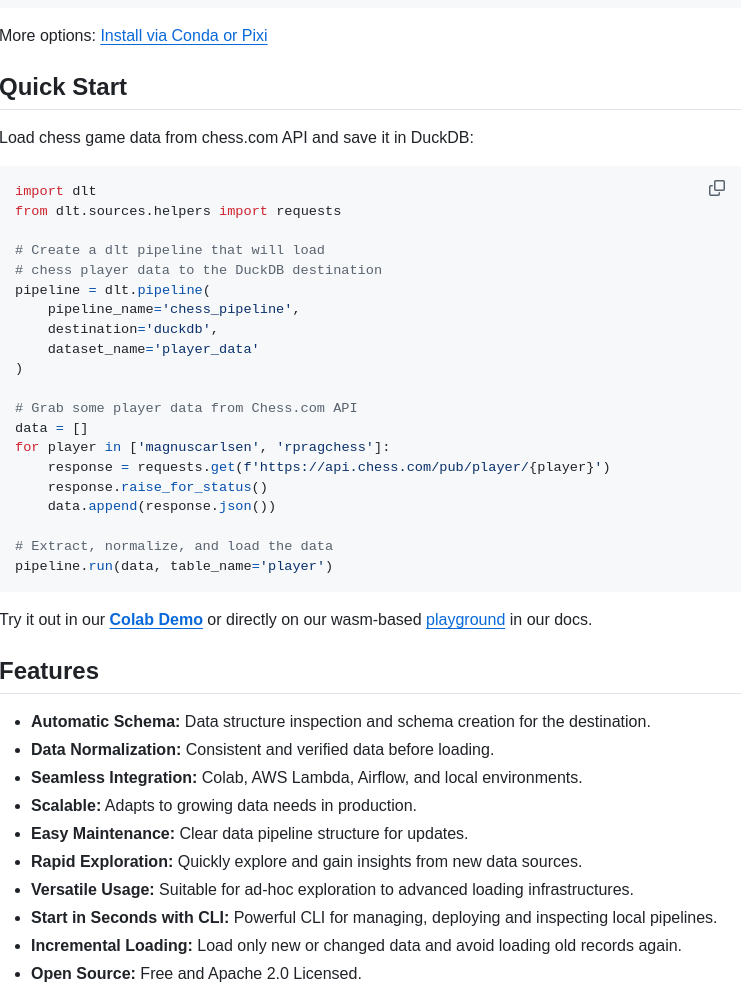 More options: Install via Conda or Pixi
Quick Start
Load chess game data from chess.com API and save it in DuckDB:
import dlt
from dlt.sources.helpers import requests
# Create a dlt pipeline that will load
# chess player data to the DuckDB destination
pipeline = dlt.pipeline(
    pipeline_name='chess_pipeline',
    destination='duckdb',
    dataset_name='player_data'
)
# Grab some player data from Chess.com API
data = []
for player in ['magnuscarlsen', 'rpragchess']:
    response = requests.get(f'https://api.chess.com/pub/player/{player}')
    response.raise_for_status()
    data.append(response.json())
# Extract, normalize, and load the data
pipeline.run(data, table_name='player')
Try it out in our Colab Demo or directly on our wasm-based playground in our docs.
Features
• Automatic Schema: Data structure inspection and schema creation for the destination.
• Data Normalization: Consistent and verified data before loading.
• Seamless Integration: Colab, AWS Lambda, Airflow, and local environments.
• Scalable: Adapts to growing data needs in production.
• Easy Maintenance: Clear data pipeline structure for updates.
• Rapid Exploration: Quickly explore and gain insights from new data sources.
• Versatile Usage: Suitable for ad-hoc exploration to advanced loading infrastructures.
• Start in Seconds with CLI: Powerful CLI for managing, deploying and inspecting local pipelines.
• Incremental Loading: Load only new or changed data and avoid loading old records again.
• Open Source: Free and Apache 2.0 Licensed.